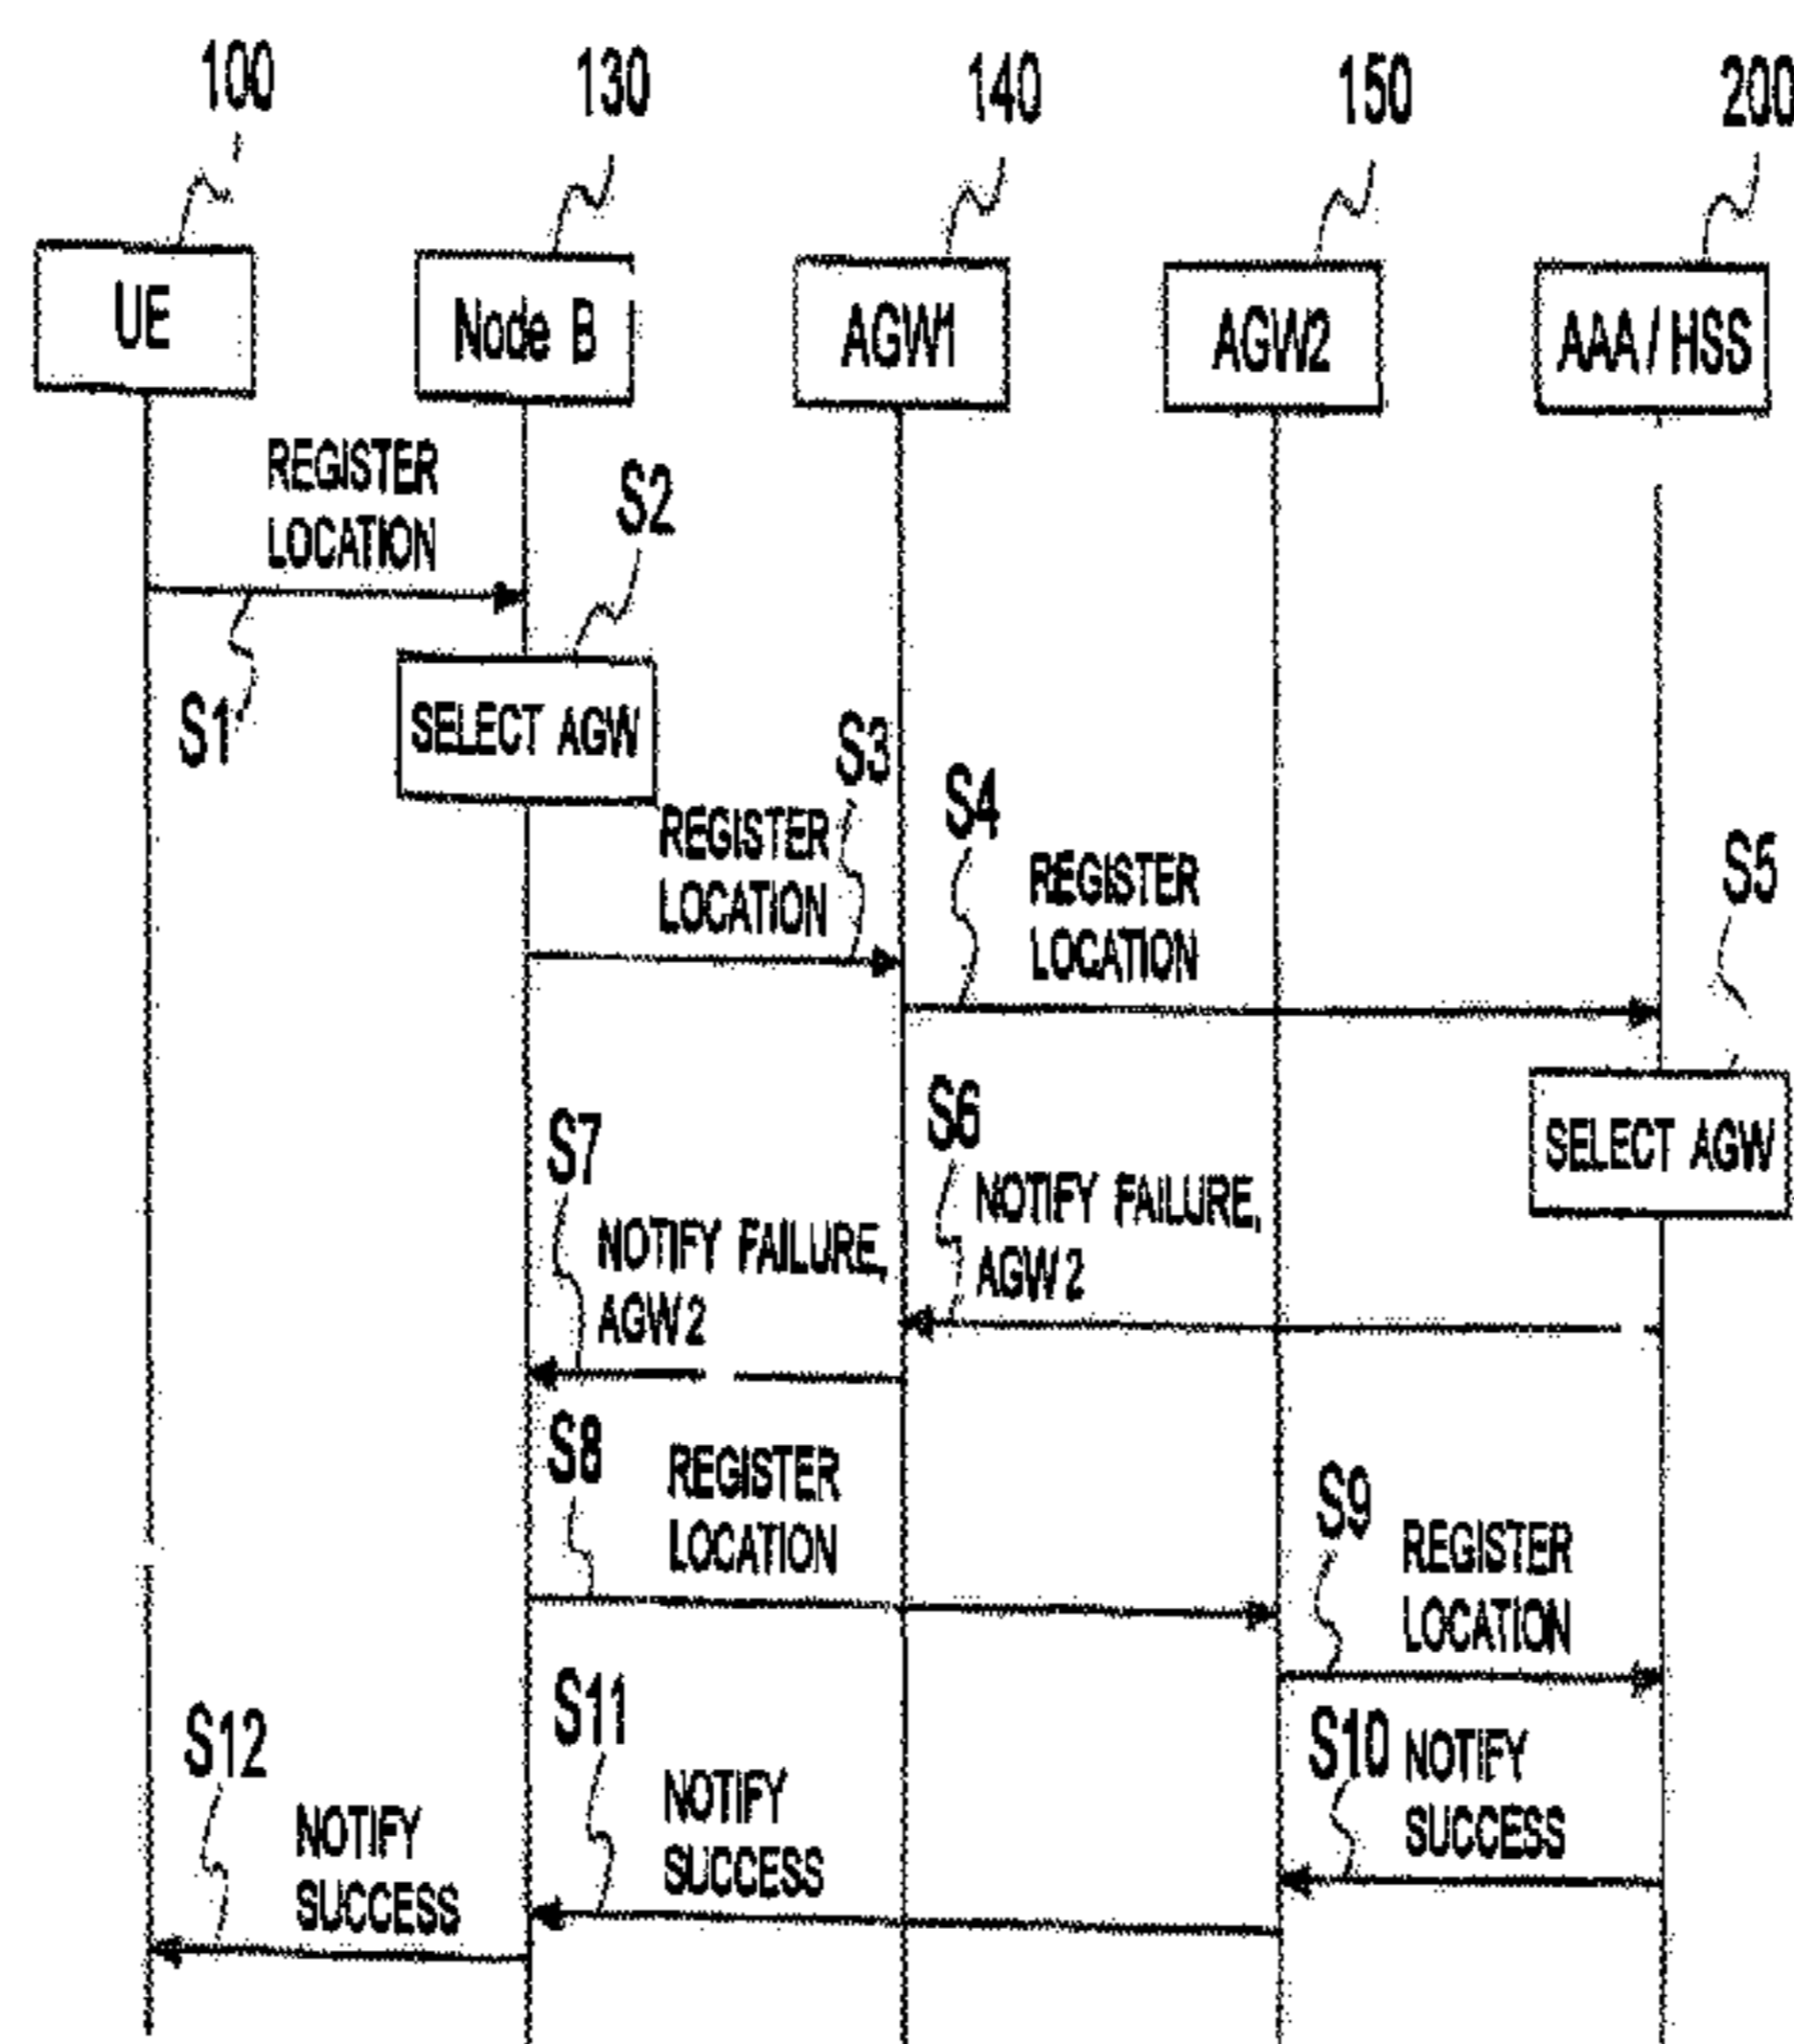 100
130
140
150
200
UE
Node B
AGW1
AGW2
AAA / HSS
REGISTER
LOCATION
S1
S2
SELECT AGW
S3
REGISTER
LOCATION
S4
REGISTER
LOCATION
S5
SELECT AGW
S6
NOTIFY FAILURE,
AGW 2
S7
NOTIFY FAILURE,
AGW 2
S8
REGISTER
LOCATION
S9
REGISTER
LOCATION
S10
NOTIFY
SUCCESS
S11
NOTIFY
SUCCESS
S12
NOTIFY
SUCCESS